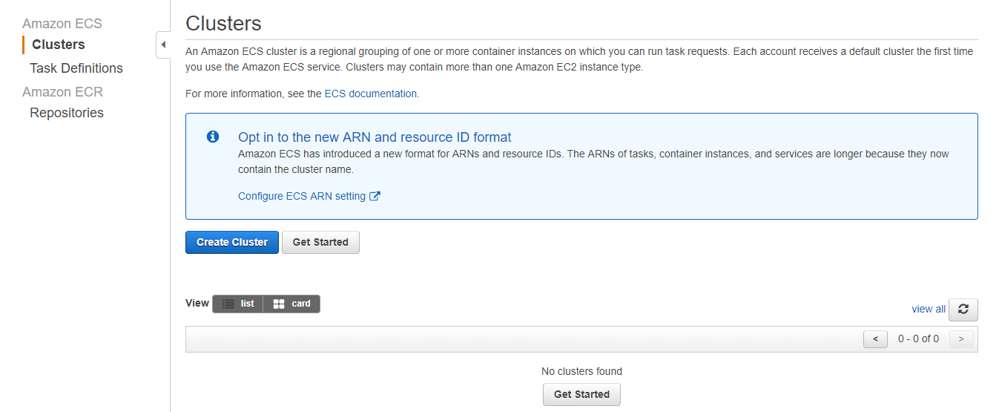 Amazon ECS
Clusters
Task Definitions
Amazon ECR
Repositories
Clusters
An Amazon ECS cluster is a regional grouping of one or more container instances on which you can run task requests. Each account receives a default cluster the first time
you use the Amazon ECS service. Clusters may contain more than one Amazon EC2 instance type.
For more information, see the ECS documentation.
Opt in to the new ARN and resource ID format
Amazon ECS has introduced a new format for ARNs and resource IDs. The ARNs of tasks, container instances, and services are longer because they now
contain the cluster name.
Configure ECS ARN setting
Create Cluster Get Started
View list card
view all
< 0 - 0 of 0 >
No clusters found
Get Started